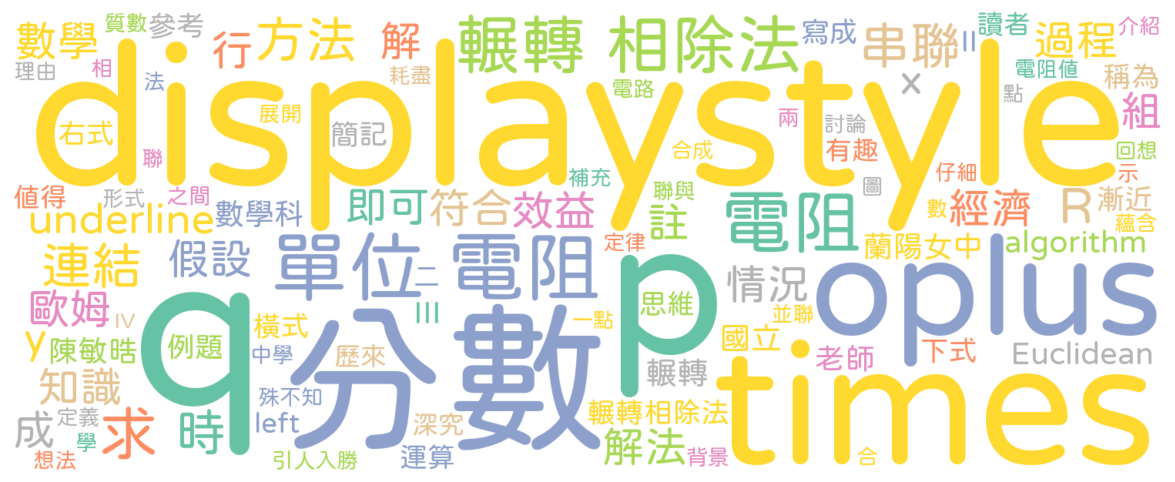 displaystyle
數學
質數
參考
行
方法
解
輾轉 相除法
寫成
串聯
II
讀者
過程
介紹
理由
相
法
耗盡
電路
x
電阻值
稱為
點
組
右式
展開
簡記
兩
討論
有趣
聯
合成
仔細
回想
示
值得
形式
之間
補充
聯與
圖
underline
數學科
即可
符合
效益
註
電阻
數
經濟
R
漸近
蘊含
定律
蘭陽女中
algorithm
連結
假設
單位
二
電阻
p
情況
oplus
歐姆
IV
q
分數
III
一點
思維
並聯
y
陳敏晧
例題
橫式
中學
歷來
國立
老師
下式
Euclidean
知識
殊不知
輾轉
times
成
定義
學
求
時
left
深究
輾轉相除法
想法
引人入勝
運算
解法
背景
合